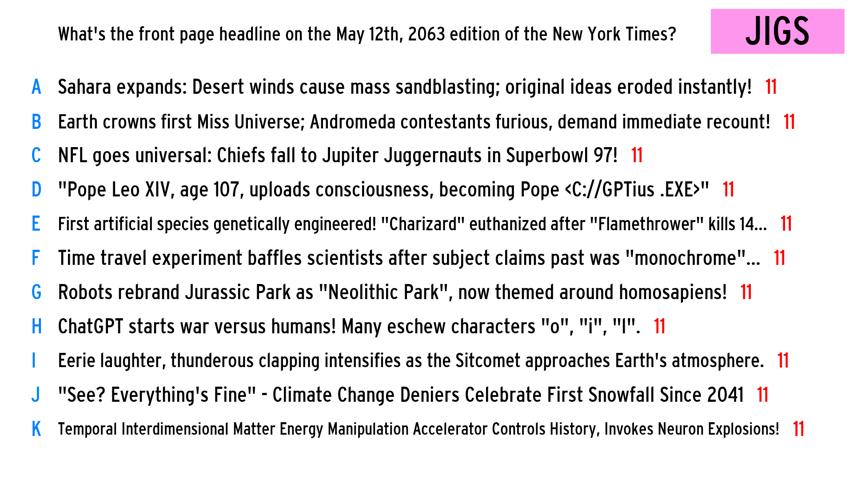 What's the front page headline on the May 12th, 2063 edition of the New York Times? JIGS
A Sahara expands: Desert winds cause mass sandblasting; original ideas eroded instantly! 11
B Earth crowns first Miss Universe; Andromeda contestants furious, demand immediate recount! 11
C NFL goes universal: Chiefs fall to Jupiter Juggernauts in Superbowl 97! 11
D "Pope Leo XIV, age 107, uploads consciousness, becoming Pope <C://GPTius .EXE>" 11
E First artificial species genetically engineered! "Charizard" euthanized after "Flamethrower" kills 14... 11
F Time travel experiment baffles scientists after subject claims past was "monochrome"... 11
G Robots rebrand Jurassic Park as "Neolithic Park", now themed around homosapiens! 11
H ChatGPT starts war versus humans! Many eschew characters "o", "i", "l". 11
I Eerie laughter, thunderous clapping intensifies as the Sitcomet approaches Earth's atmosphere. 11
J "See? Everything's Fine" - Climate Change Deniers Celebrate First Snowfall Since 2041 11
K Temporal Interdimensional Matter Energy Manipulation Accelerator Controls History, Invokes Neuron Explosions! 11